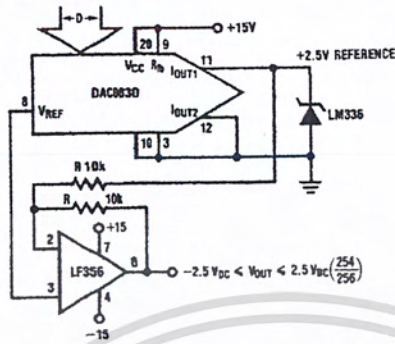 D
+15V
20 9
VCC Rfb IOUT1 11
+2.5V REFERENCE
8 VREF
DAC0830
IOUT2
12
LM336
10 3
R 10k
R 10k
+15
2 7
LF356 6
−2.5 VDC < VOUT < 2.5 VDC(254/256)
3 4
−15